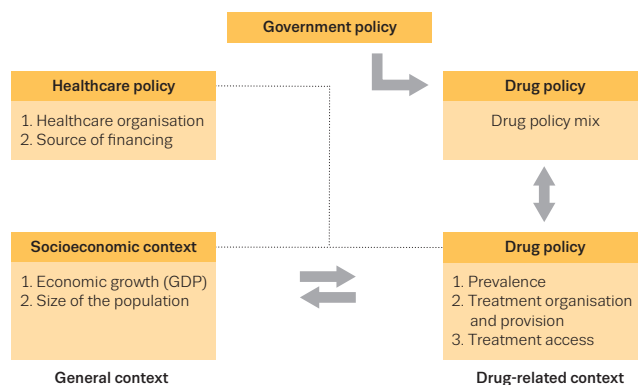 Government policy
Healthcare policy
1. Healthcare organisation
2. Source of financing
Drug policy
Drug policy mix
Socioeconomic context
1. Economic growth (GDP)
2. Size of the population
Drug policy
1. Prevalence
2. Treatment organisation
and provision
3. Treatment access
General context
Drug-related context